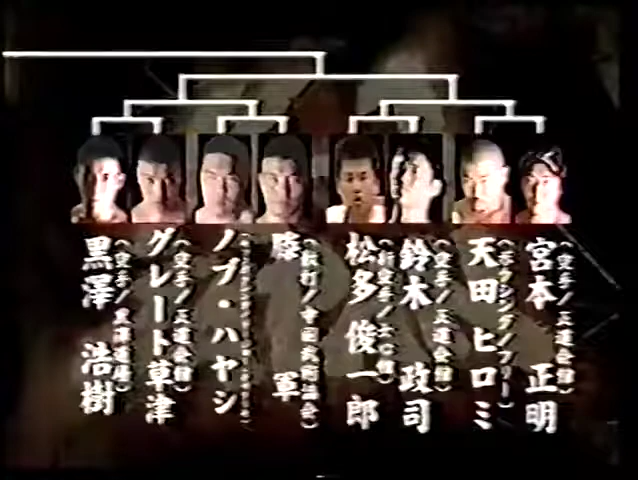 (空手/正道会館)
宮本 正明
(ボクシング/フリー)
天田 ヒロミ
(空手/正道会館)
鈴木 政司
松多 俊一郎
(散打/中国武術協会)
滕 軍
ノブ・ハヤシ
(空手/正道会館)
グレート草津
(空手/黒澤道場)
黒澤 浩樹